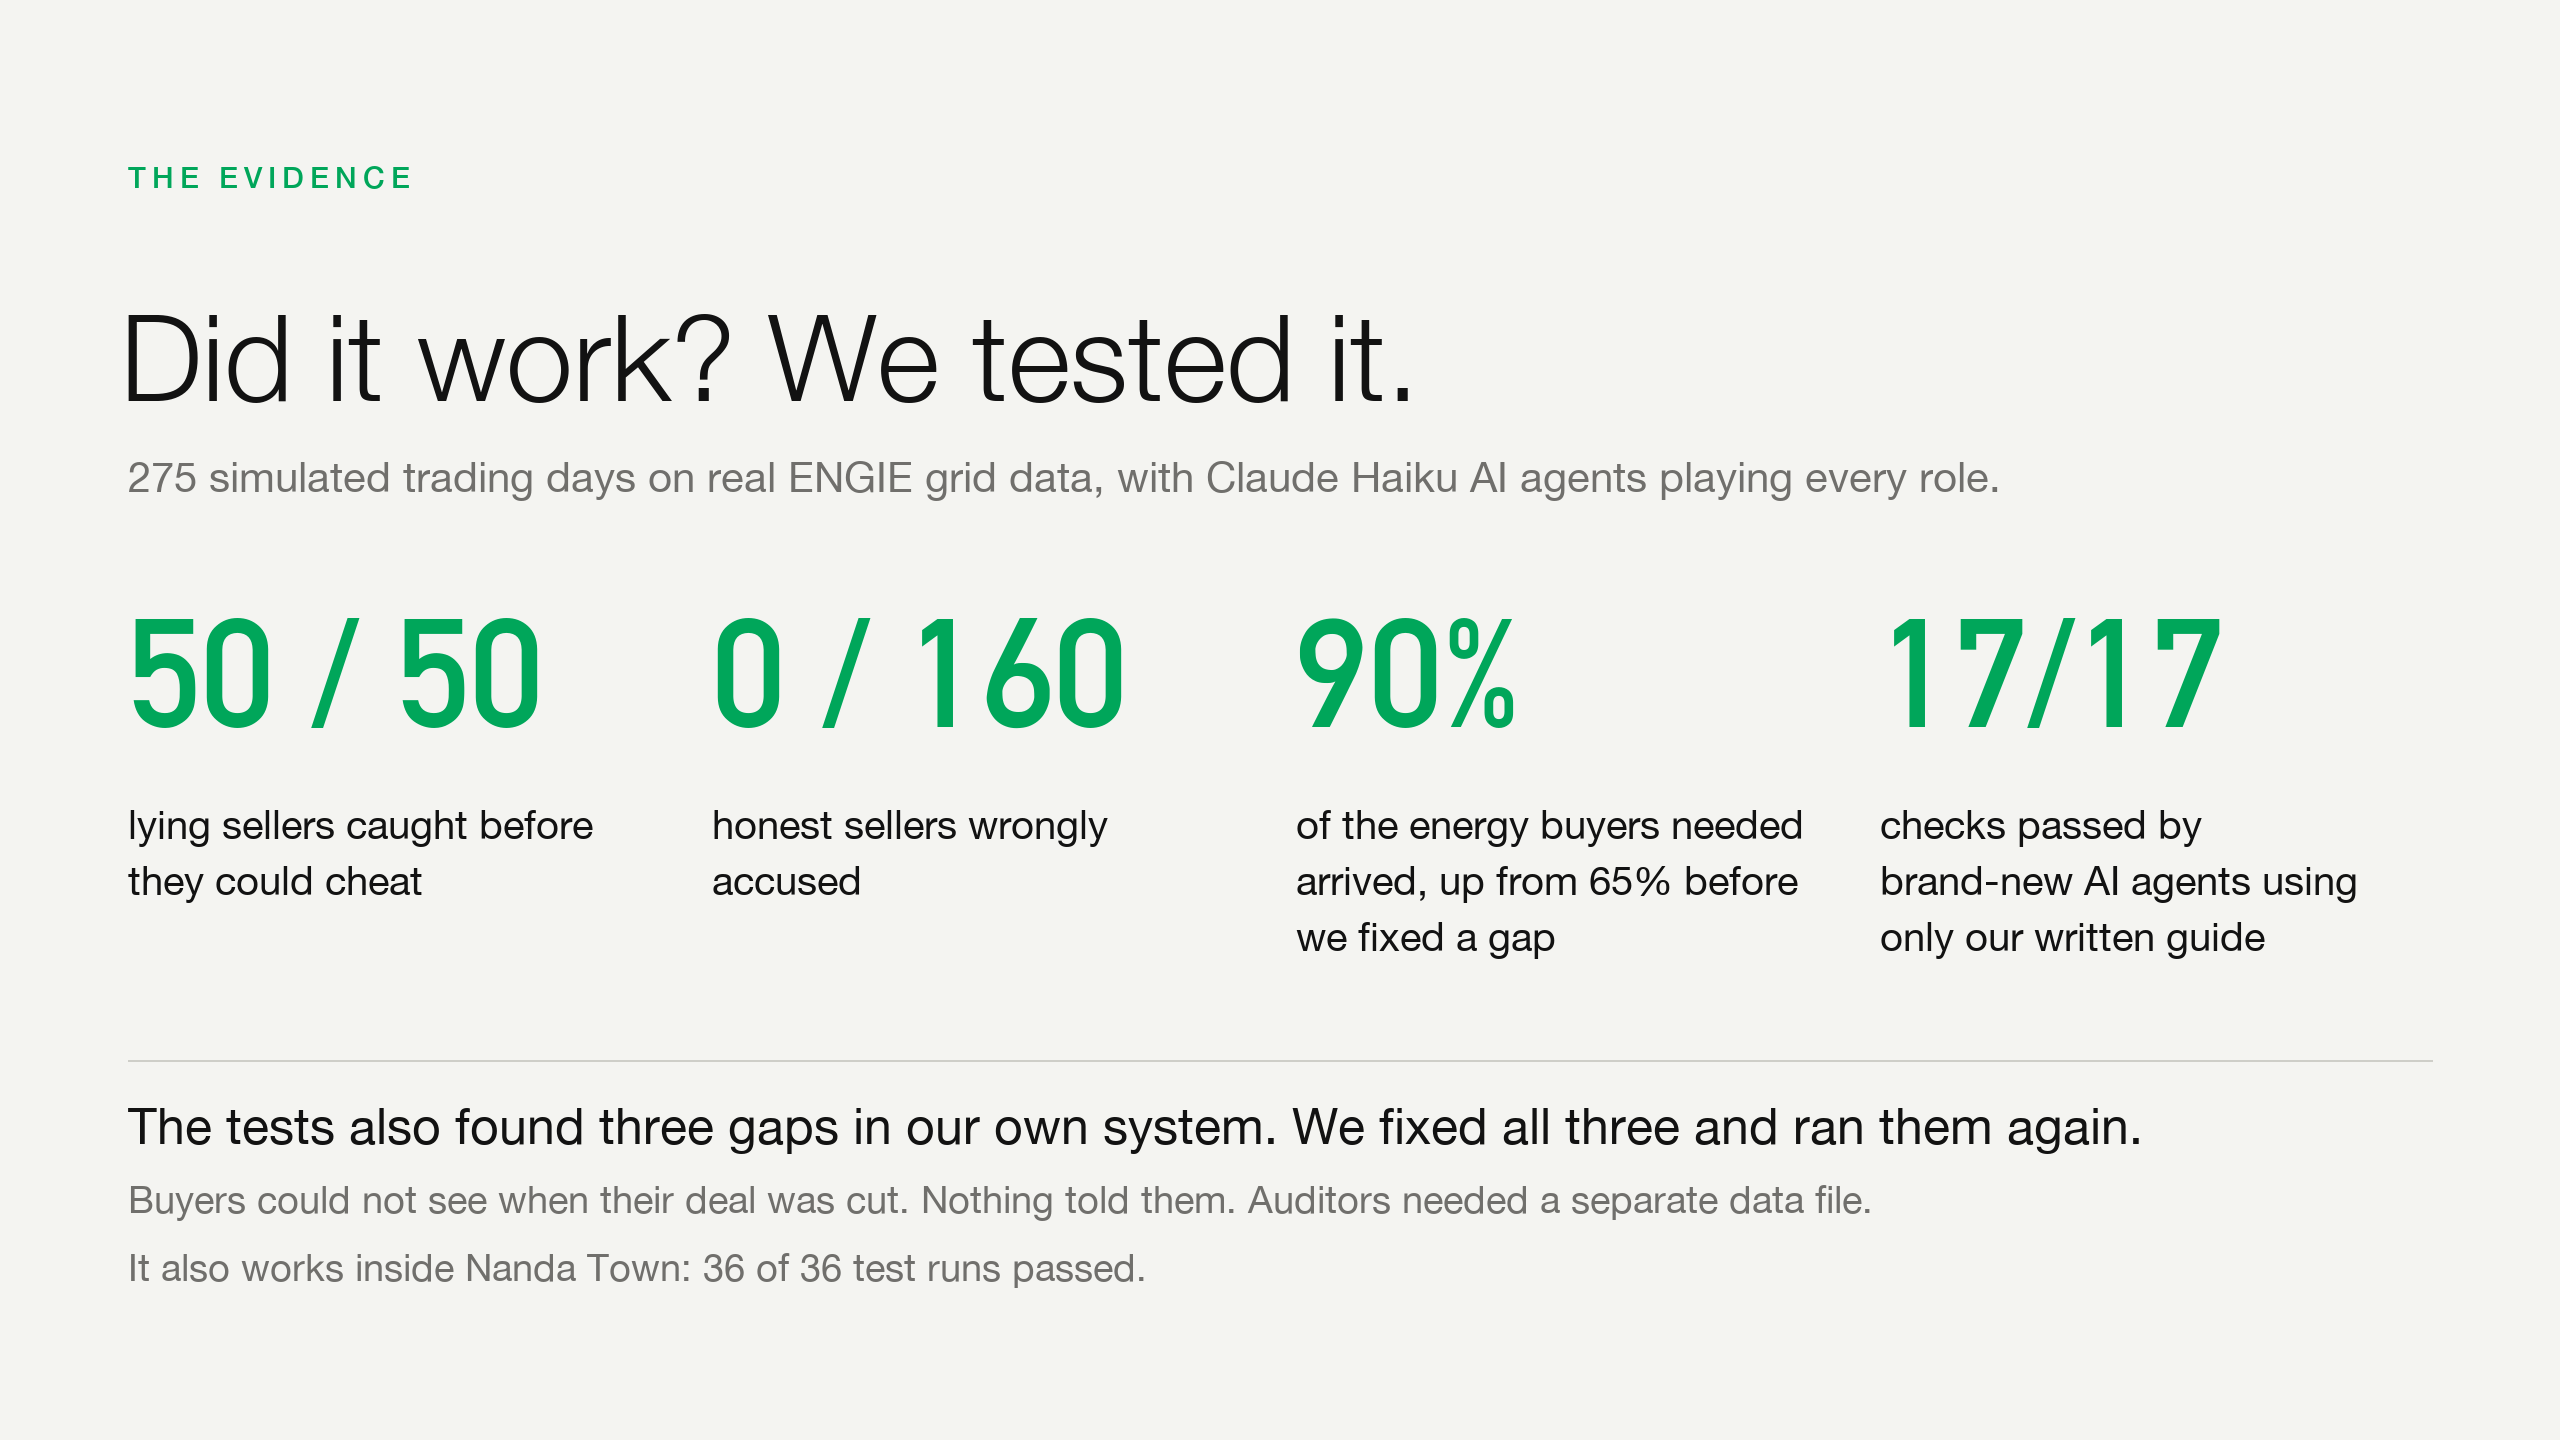 THE EVIDENCE
Did it work? We tested it.
275 simulated trading days on real ENGIE grid data, with Claude Haiku AI agents playing every role.
50 / 50
lying sellers caught before
they could cheat
0 / 160
honest sellers wrongly
accused
90%
of the energy buyers needed
arrived, up from 65% before
we fixed a gap
17/17
checks passed by
brand-new AI agents using
only our written guide
The tests also found three gaps in our own system. We fixed all three and ran them again.
Buyers could not see when their deal was cut. Nothing told them. Auditors needed a separate data file.
It also works inside Nanda Town: 36 of 36 test runs passed.